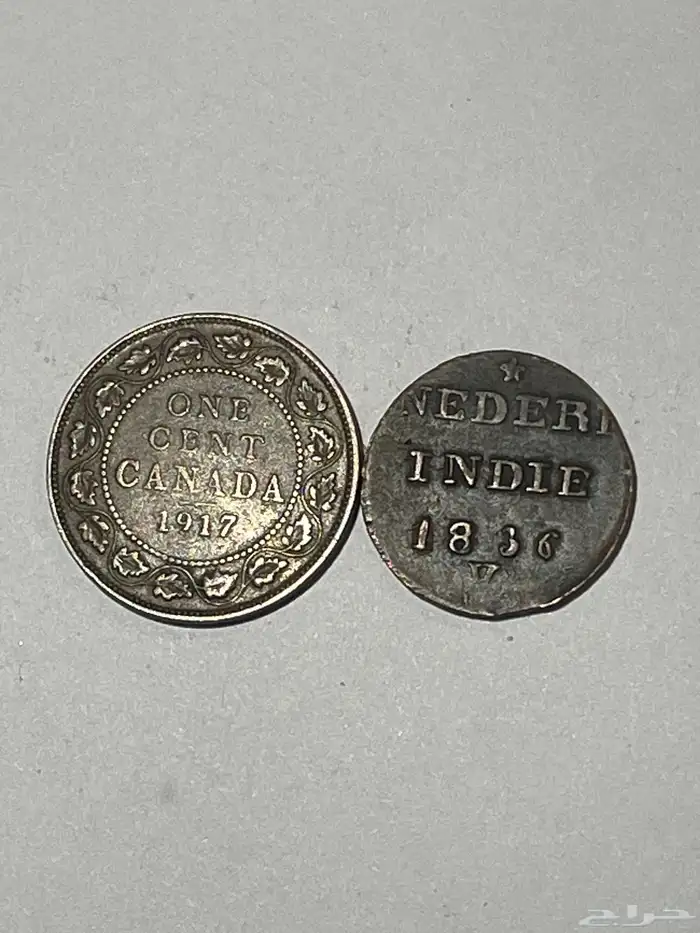 ONE
CENT
CANADA
1917
NEDERL
INDIE
1836
V
حراج